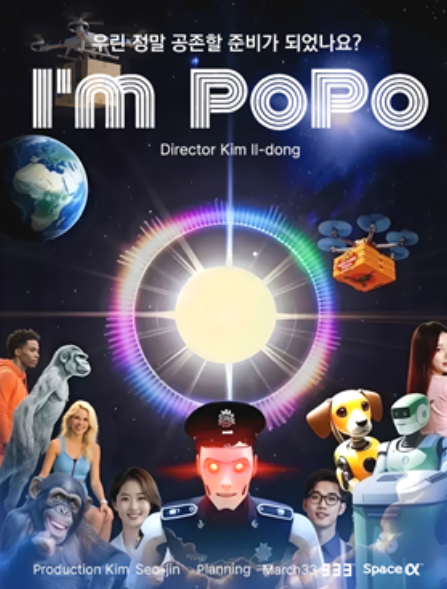 우린 정말 공존할 준비가 되었나요?
I'm PoPo
Director Kim Il-dong
Production Kim Seo-jin Planning March33 333 Space α